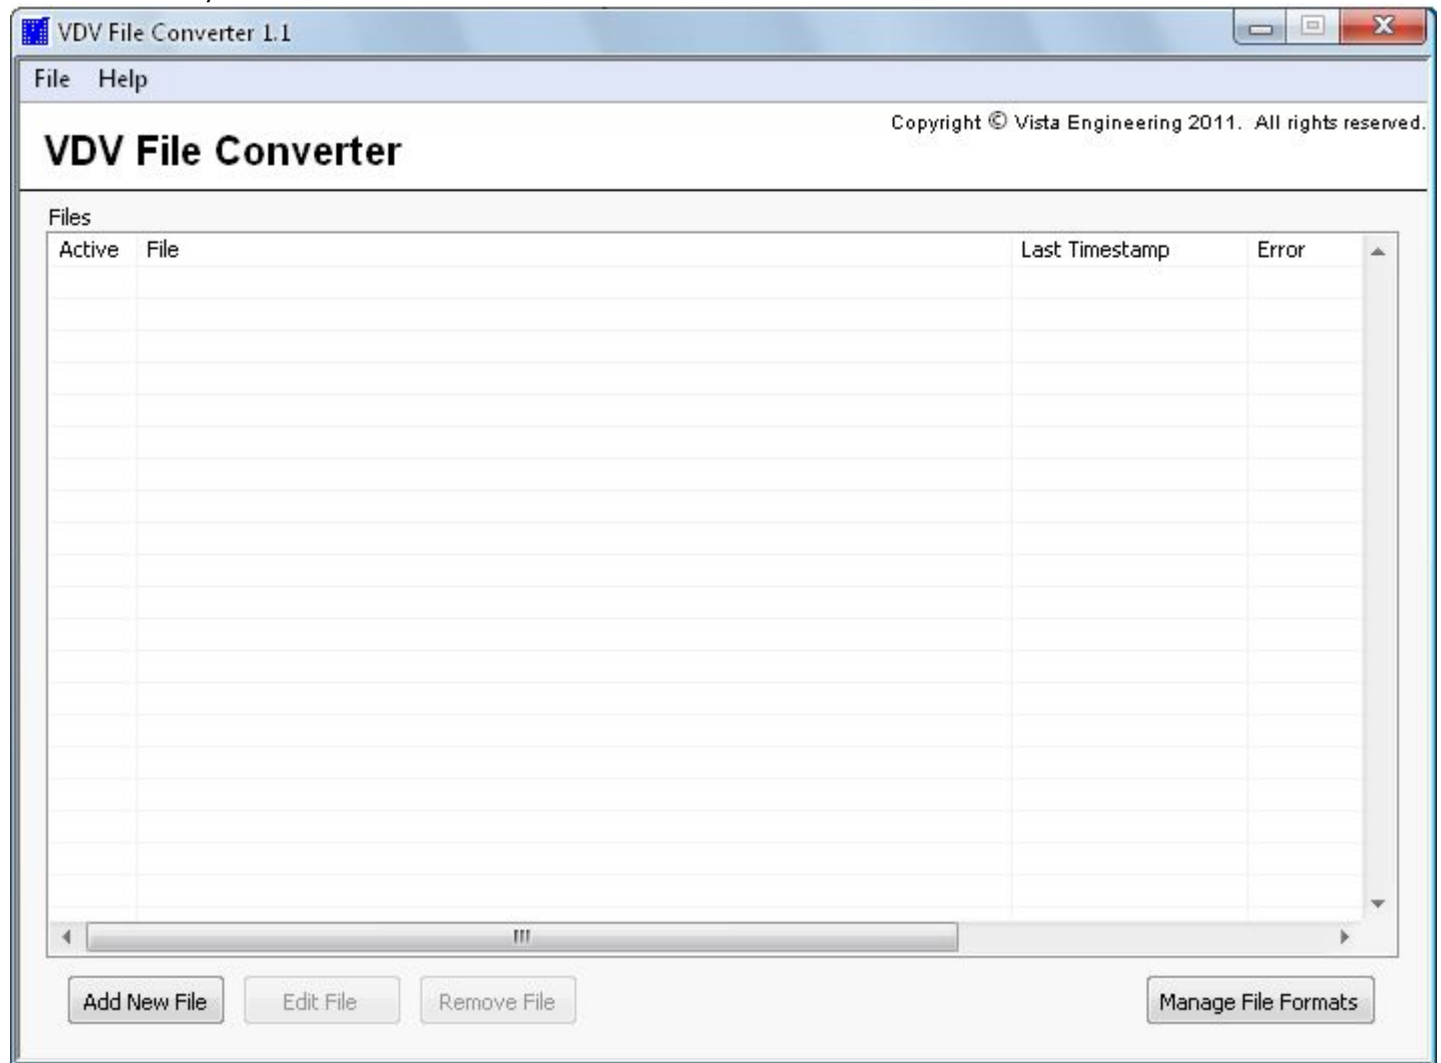 VDV File Converter 1.1
File Help
Copyright © Vista Engineering 2011. All rights reserved.
VDV File Converter
Files
Active File Last Timestamp Error
Add New File Edit File Remove File Manage File Formats